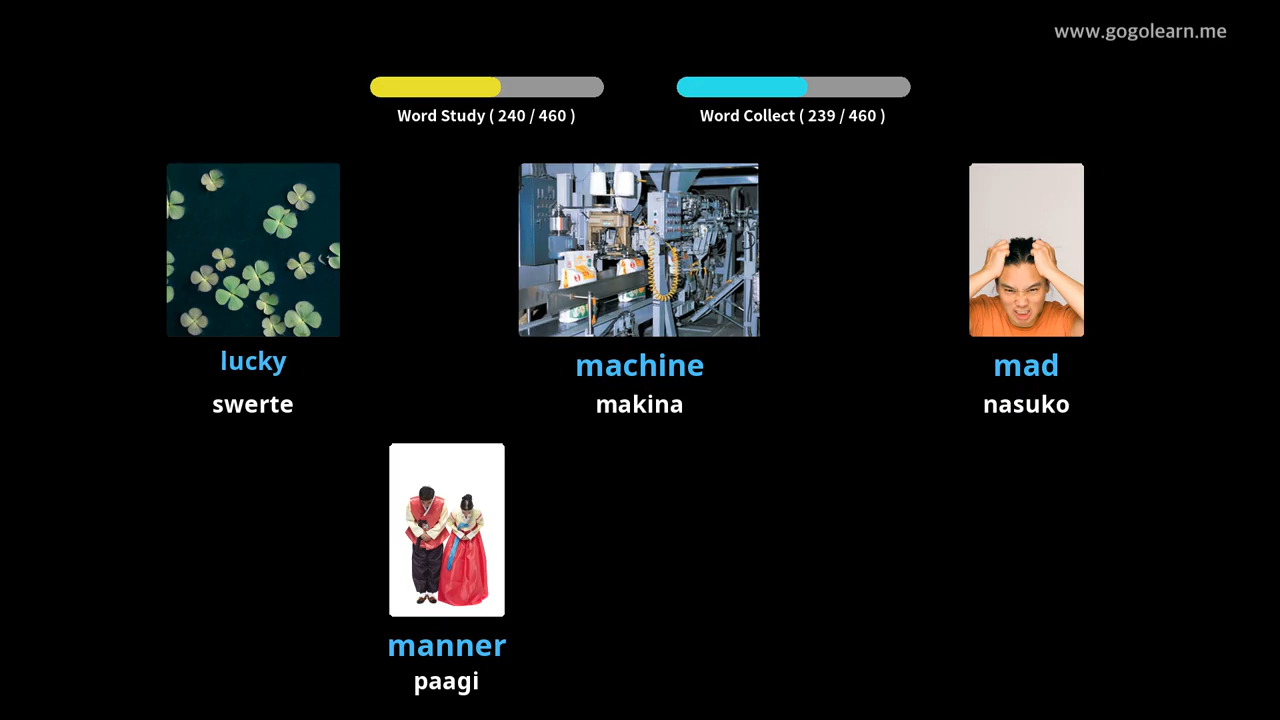 www.gogolearn.me
Word Study ( 240 / 460 )
Word Collect ( 239 / 460 )
lucky
swerte
machine
makina
mad
nasuko
manner
paagi